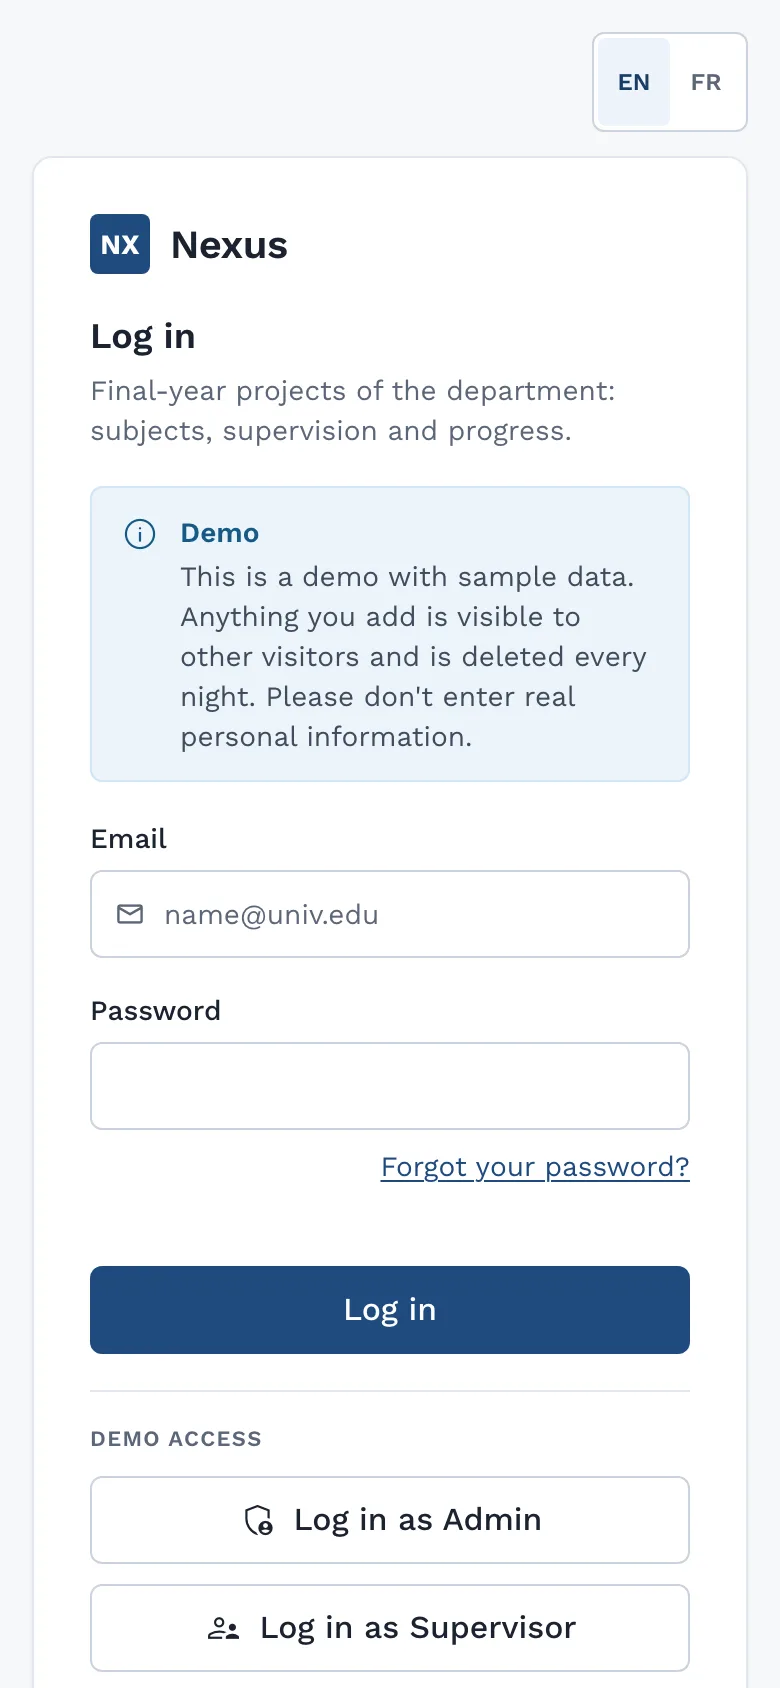 EN FR
NX Nexus
Log in
Final-year projects of the department:
subjects, supervision and progress.
Demo
This is a demo with sample data.
Anything you add is visible to
other visitors and is deleted every
night. Please don't enter real
personal information.
Email
name@univ.edu
Password
Forgot your password?
Log in
DEMO ACCESS
Log in as Admin
Log in as Supervisor